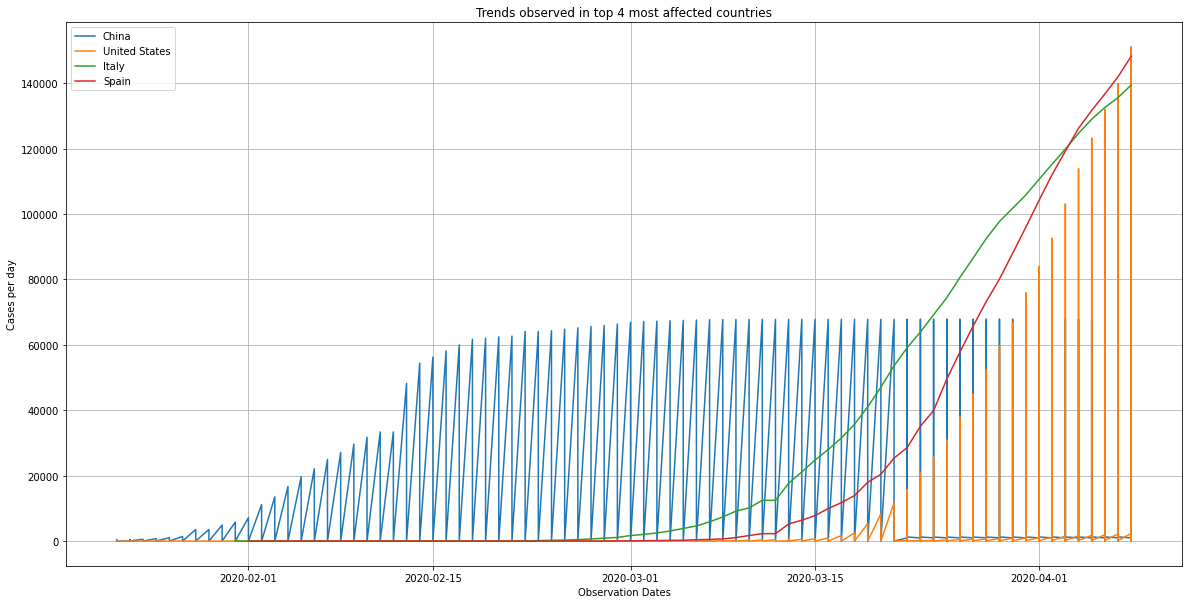 Trends observed in top 4 most affected countries
China
United States
Italy
Spain
Cases per day
140000
120000
100000
80000
60000
40000
20000
0
2020-02-01
2020-02-15
2020-03-01
2020-03-15
2020-04-01
Observation Dates